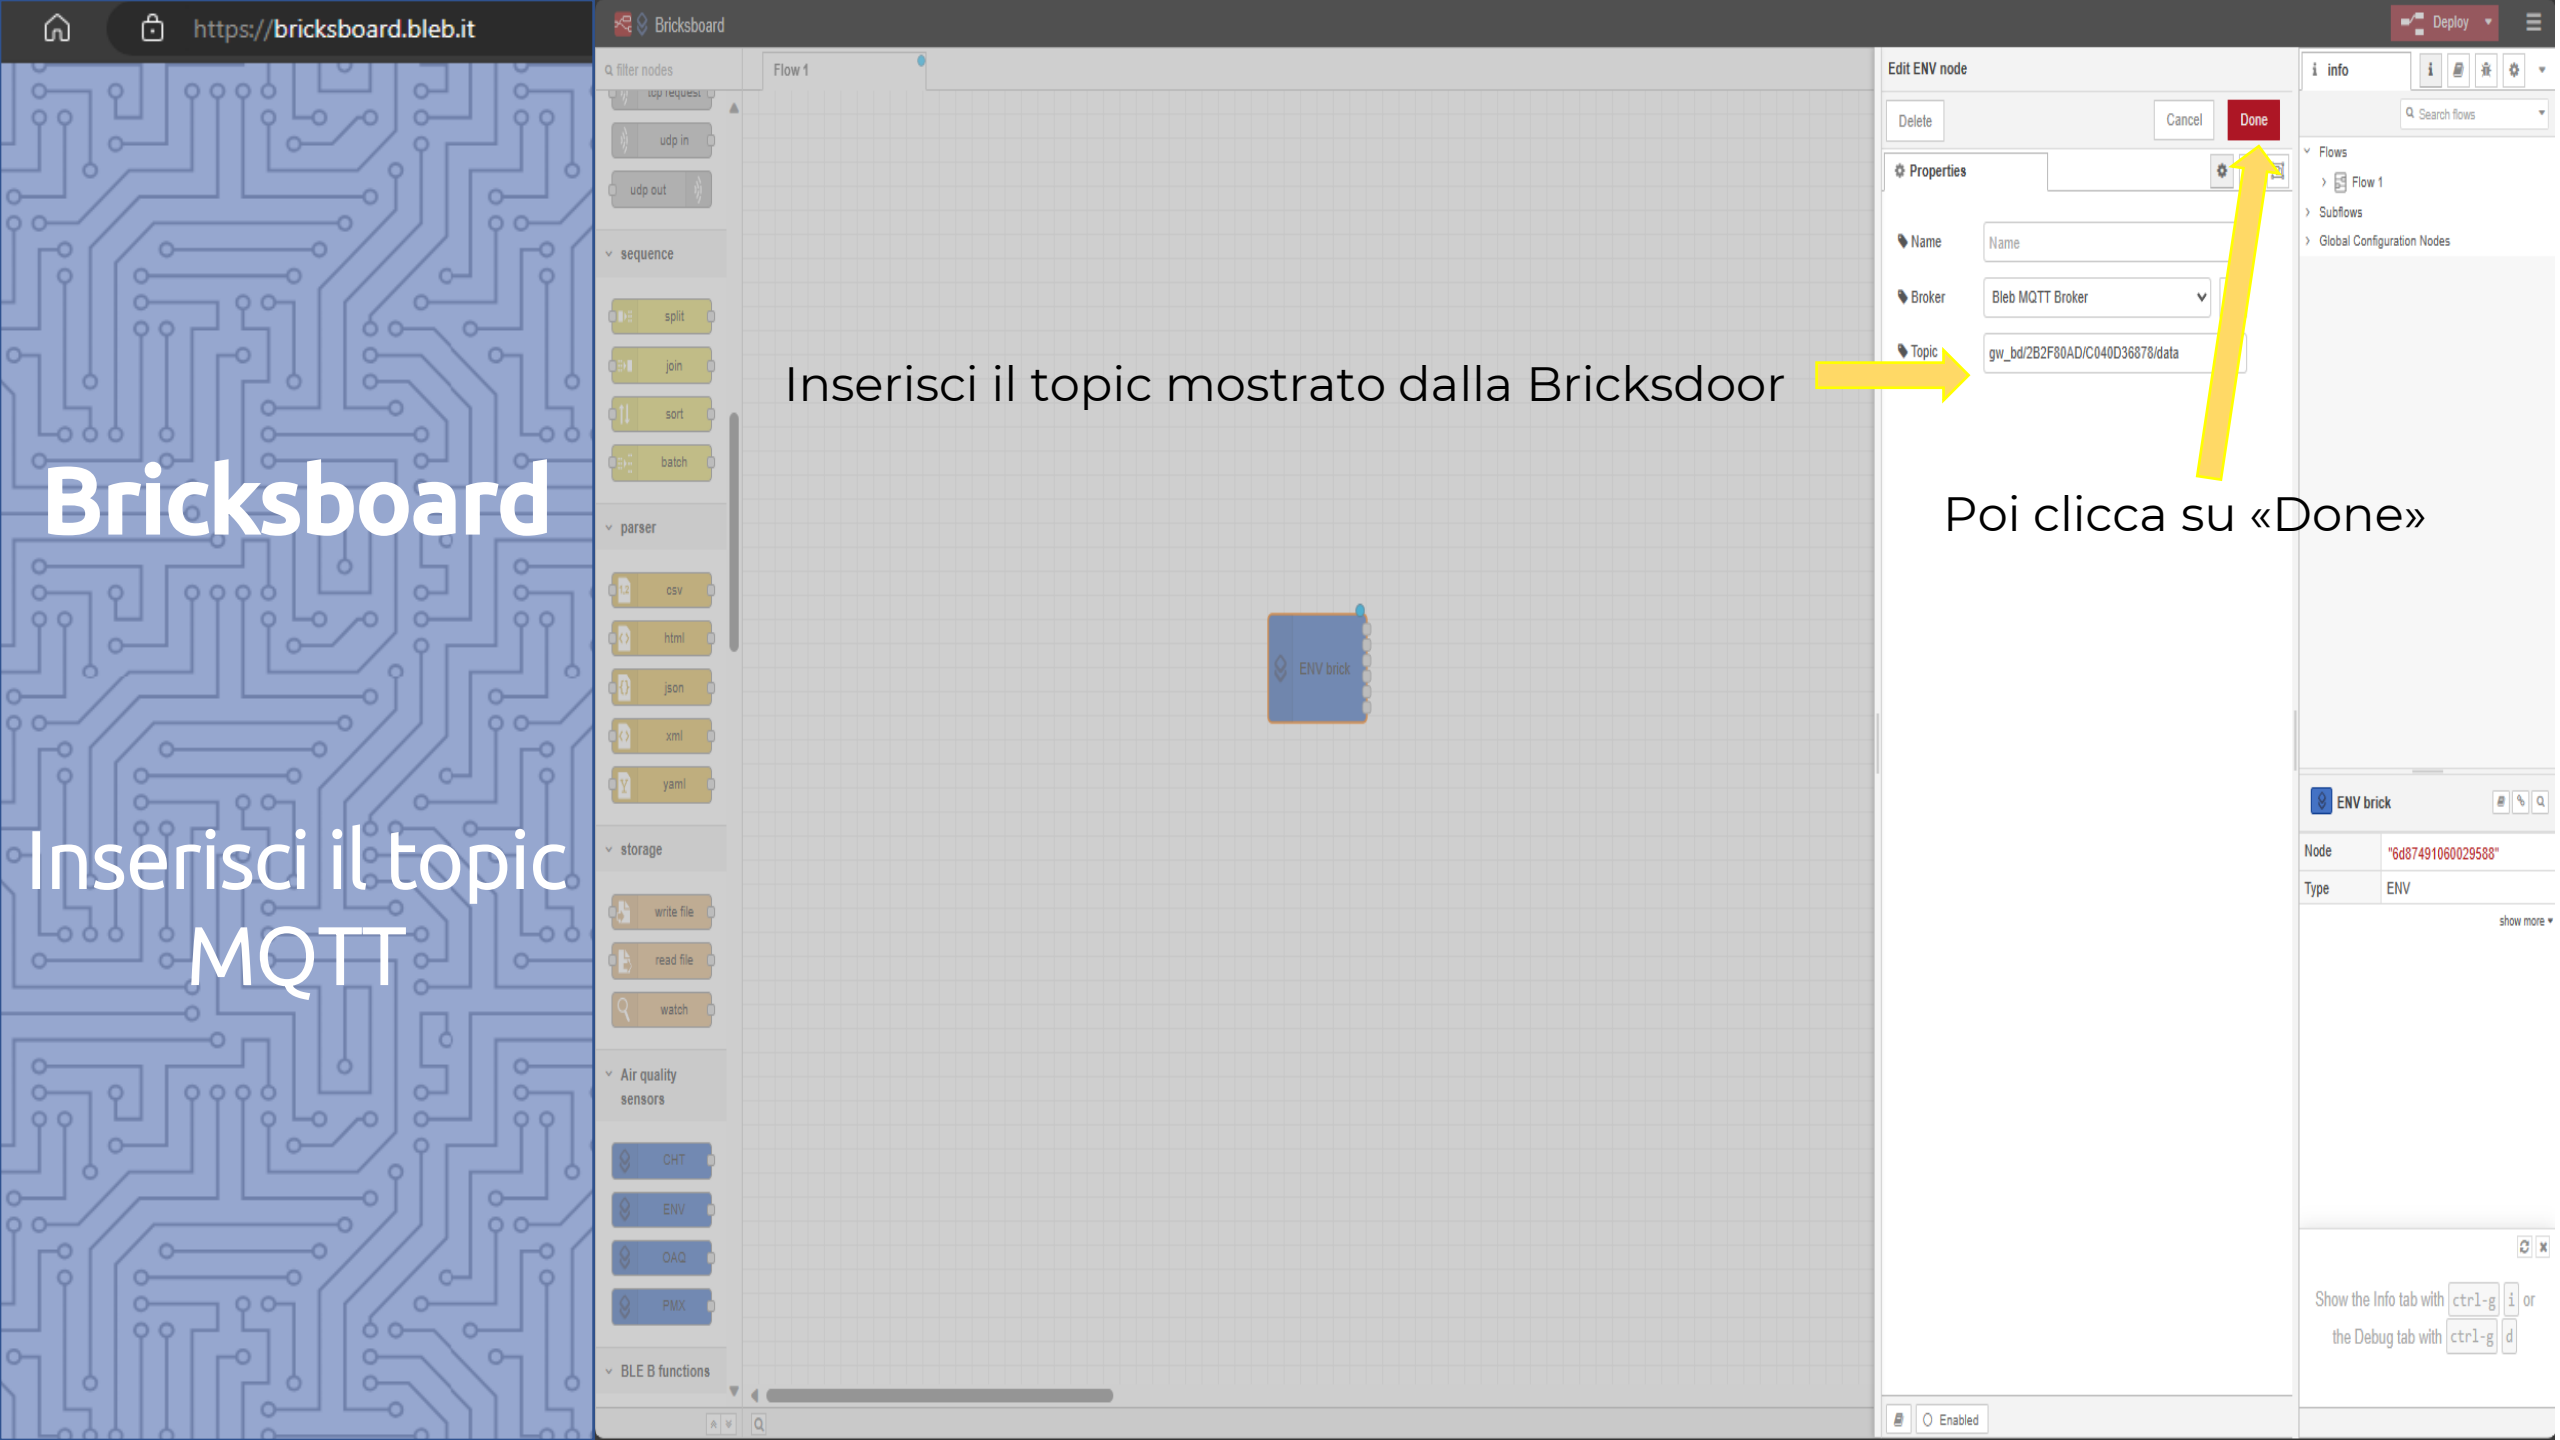 https://bricksboard.bleb.it
Bricksboard
Inserisci il topic
MQTT
Bricksboard
Deploy
filter nodes
tcp request
udp in
udp out
sequence
split
join
sort
batch
parser
csv
html
json
xml
yaml
storage
write file
read file
watch
Air quality
sensors
CHT
ENV
OAQ
PMX
BLE B functions
Flow 1
ENV brick
Inserisci il topic mostrato dalla Bricksdoor
Edit ENV node
Delete
Cancel
Done
Properties
Name
Name
Broker
Bleb MQTT Broker
Topic
gw_bd/2B2F80AD/C040D36878/data
Poi clicca su «Done»
Enabled
i info
i
Search flows
Flows
Flow 1
Subflows
Global Configuration Nodes
ENV brick
Node "6d87491060029588"
Type ENV
show more
Show the Info tab with ctrl-g i or
the Debug tab with ctrl-g d